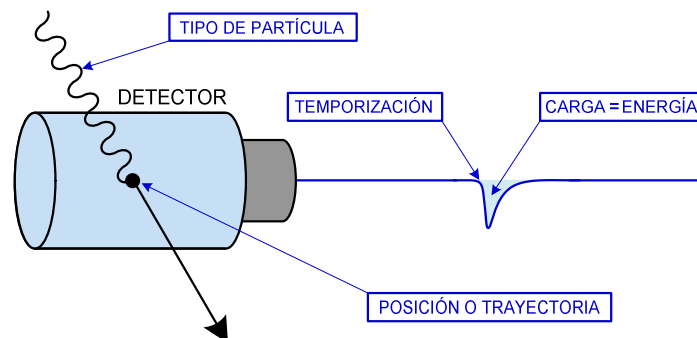 TIPO DE PARTÍCULA
DETECTOR
TEMPORIZACIÓN
CARGA = ENERGÍA
POSICIÓN O TRAYECTORIA